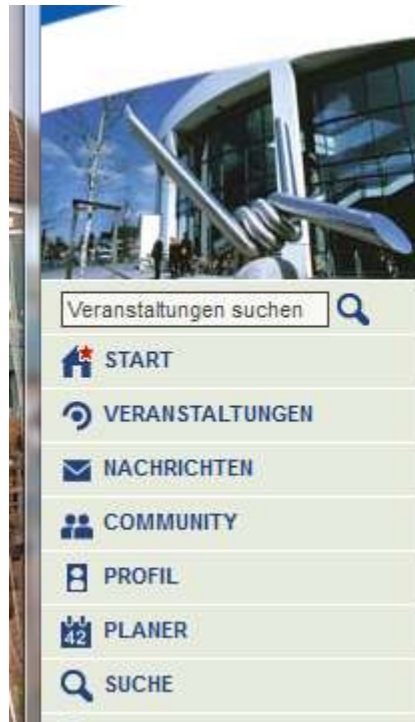 Veranstaltungen suchen
START
VERANSTALTUNGEN
NACHRICHTEN
COMMUNITY
PROFIL
42
PLANER
SUCHE